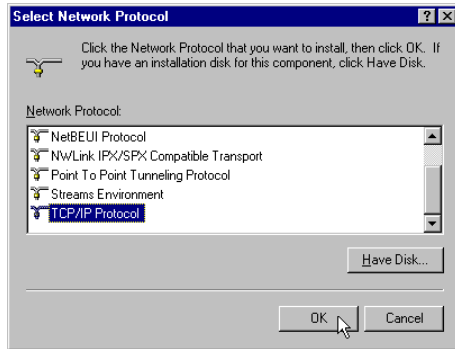 Select Network Protocol
Click the Network Protocol that you want to install, then click OK. If
you have an installation disk for this component, click Have Disk.
Network Protocol:
NetBEUI Protocol
NWLink IPX/SPX Compatible Transport
Point To Point Tunneling Protocol
Streams Environment
TCP/IP Protocol
Have Disk...
OK
Cancel